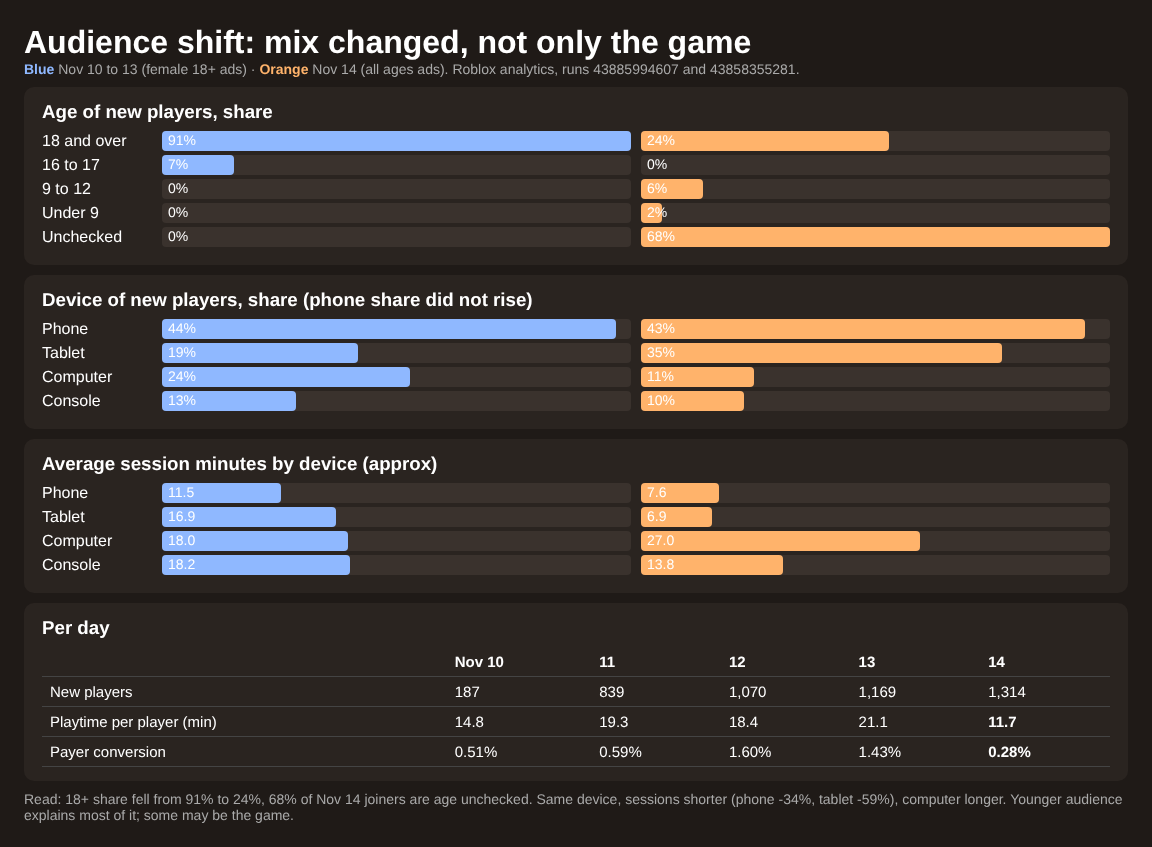 Audience shift: mix changed, not only the game
Blue Nov 10 to 13 (female 18+ ads) · Orange Nov 14 (all ages ads). Roblox analytics, runs 43885994607 and 43858355281.
Age of new players, share
18 and over 91% 24%
16 to 17 7% 0%
9 to 12 0% 6%
Under 9 0% 2%
Unchecked 0% 68%
Device of new players, share (phone share did not rise)
Phone 44% 43%
Tablet 19% 35%
Computer 24% 11%
Console 13% 10%
Average session minutes by device (approx)
Phone 11.5 7.6
Tablet 16.9 6.9
Computer 18.0 27.0
Console 18.2 13.8
Per day
Nov 10 11 12 13 14
New players 187 839 1,070 1,169 1,314
Playtime per player (min) 14.8 19.3 18.4 21.1 11.7
Payer conversion 0.51% 0.59% 1.60% 1.43% 0.28%
Read: 18+ share fell from 91% to 24%, 68% of Nov 14 joiners are age unchecked. Same device, sessions shorter (phone -34%, tablet -59%), computer longer. Younger audience
explains most of it; some may be the game.